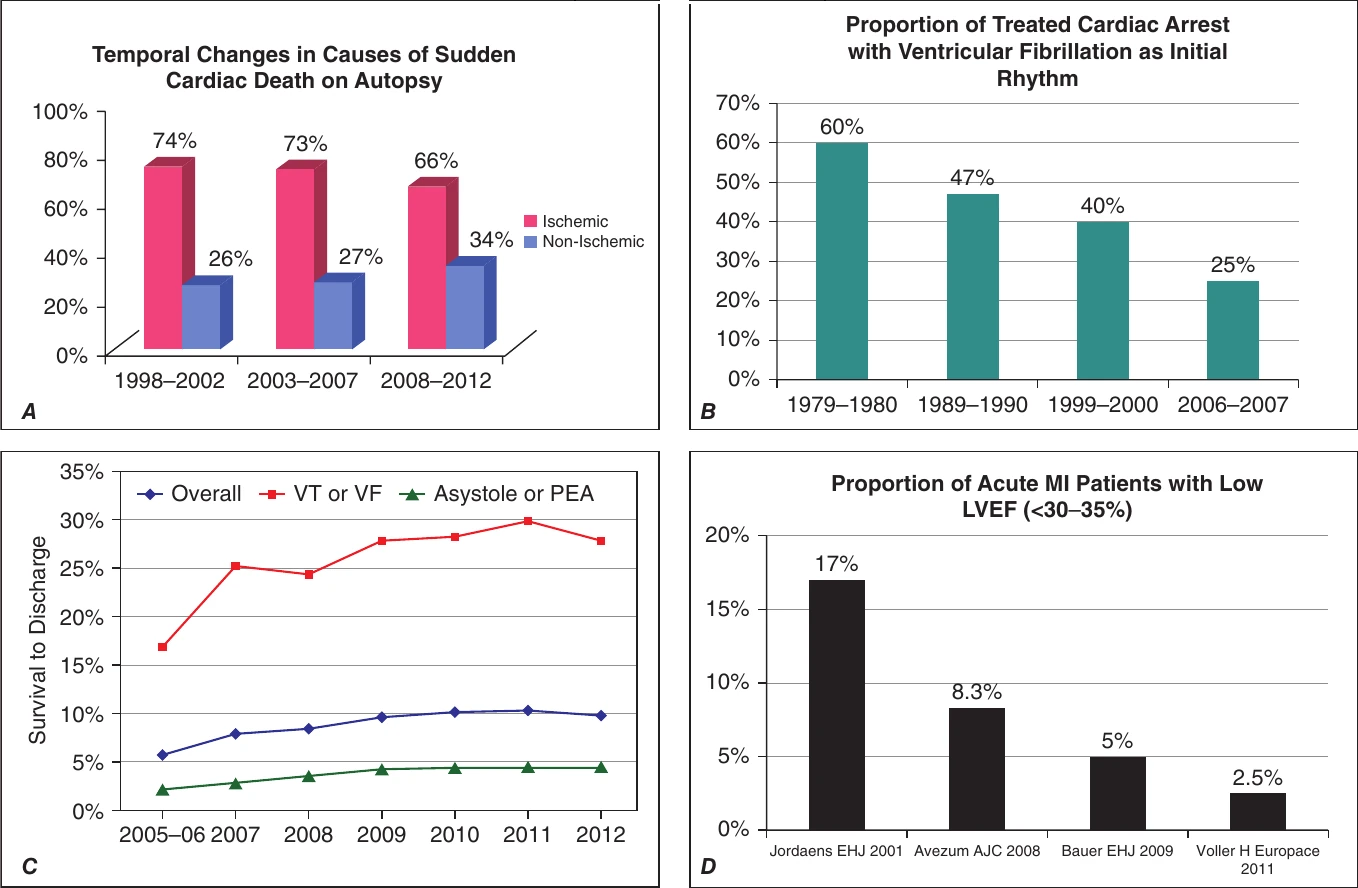 Temporal Changes in Causes of Sudden
Cardiac Death on Autopsy
100%
80%
60%
40%
20%
0%
74%
26%
73%
27%
66%
34%
Ischemic
Non-Ischemic
1998–2002
2003–2007
2008–2012
A
Proportion of Treated Cardiac Arrest
with Ventricular Fibrillation as Initial
Rhythm
70%
60%
50%
40%
30%
20%
10%
0%
60%
47%
40%
25%
1979–1980
1989–1990
1999–2000
2006–2007
B
Survival to Discharge
35%
30%
25%
20%
15%
10%
5%
0%
Overall
VT or VF
Asystole or PEA
2005–06
2007
2008
2009
2010
2011
2012
C
Proportion of Acute MI Patients with Low
LVEF (<30–35%)
20%
15%
10%
5%
0%
17%
8.3%
5%
2.5%
Jordaens EHJ 2001
Avezum AJC 2008
Bauer EHJ 2009
Voller H Europace
2011
D